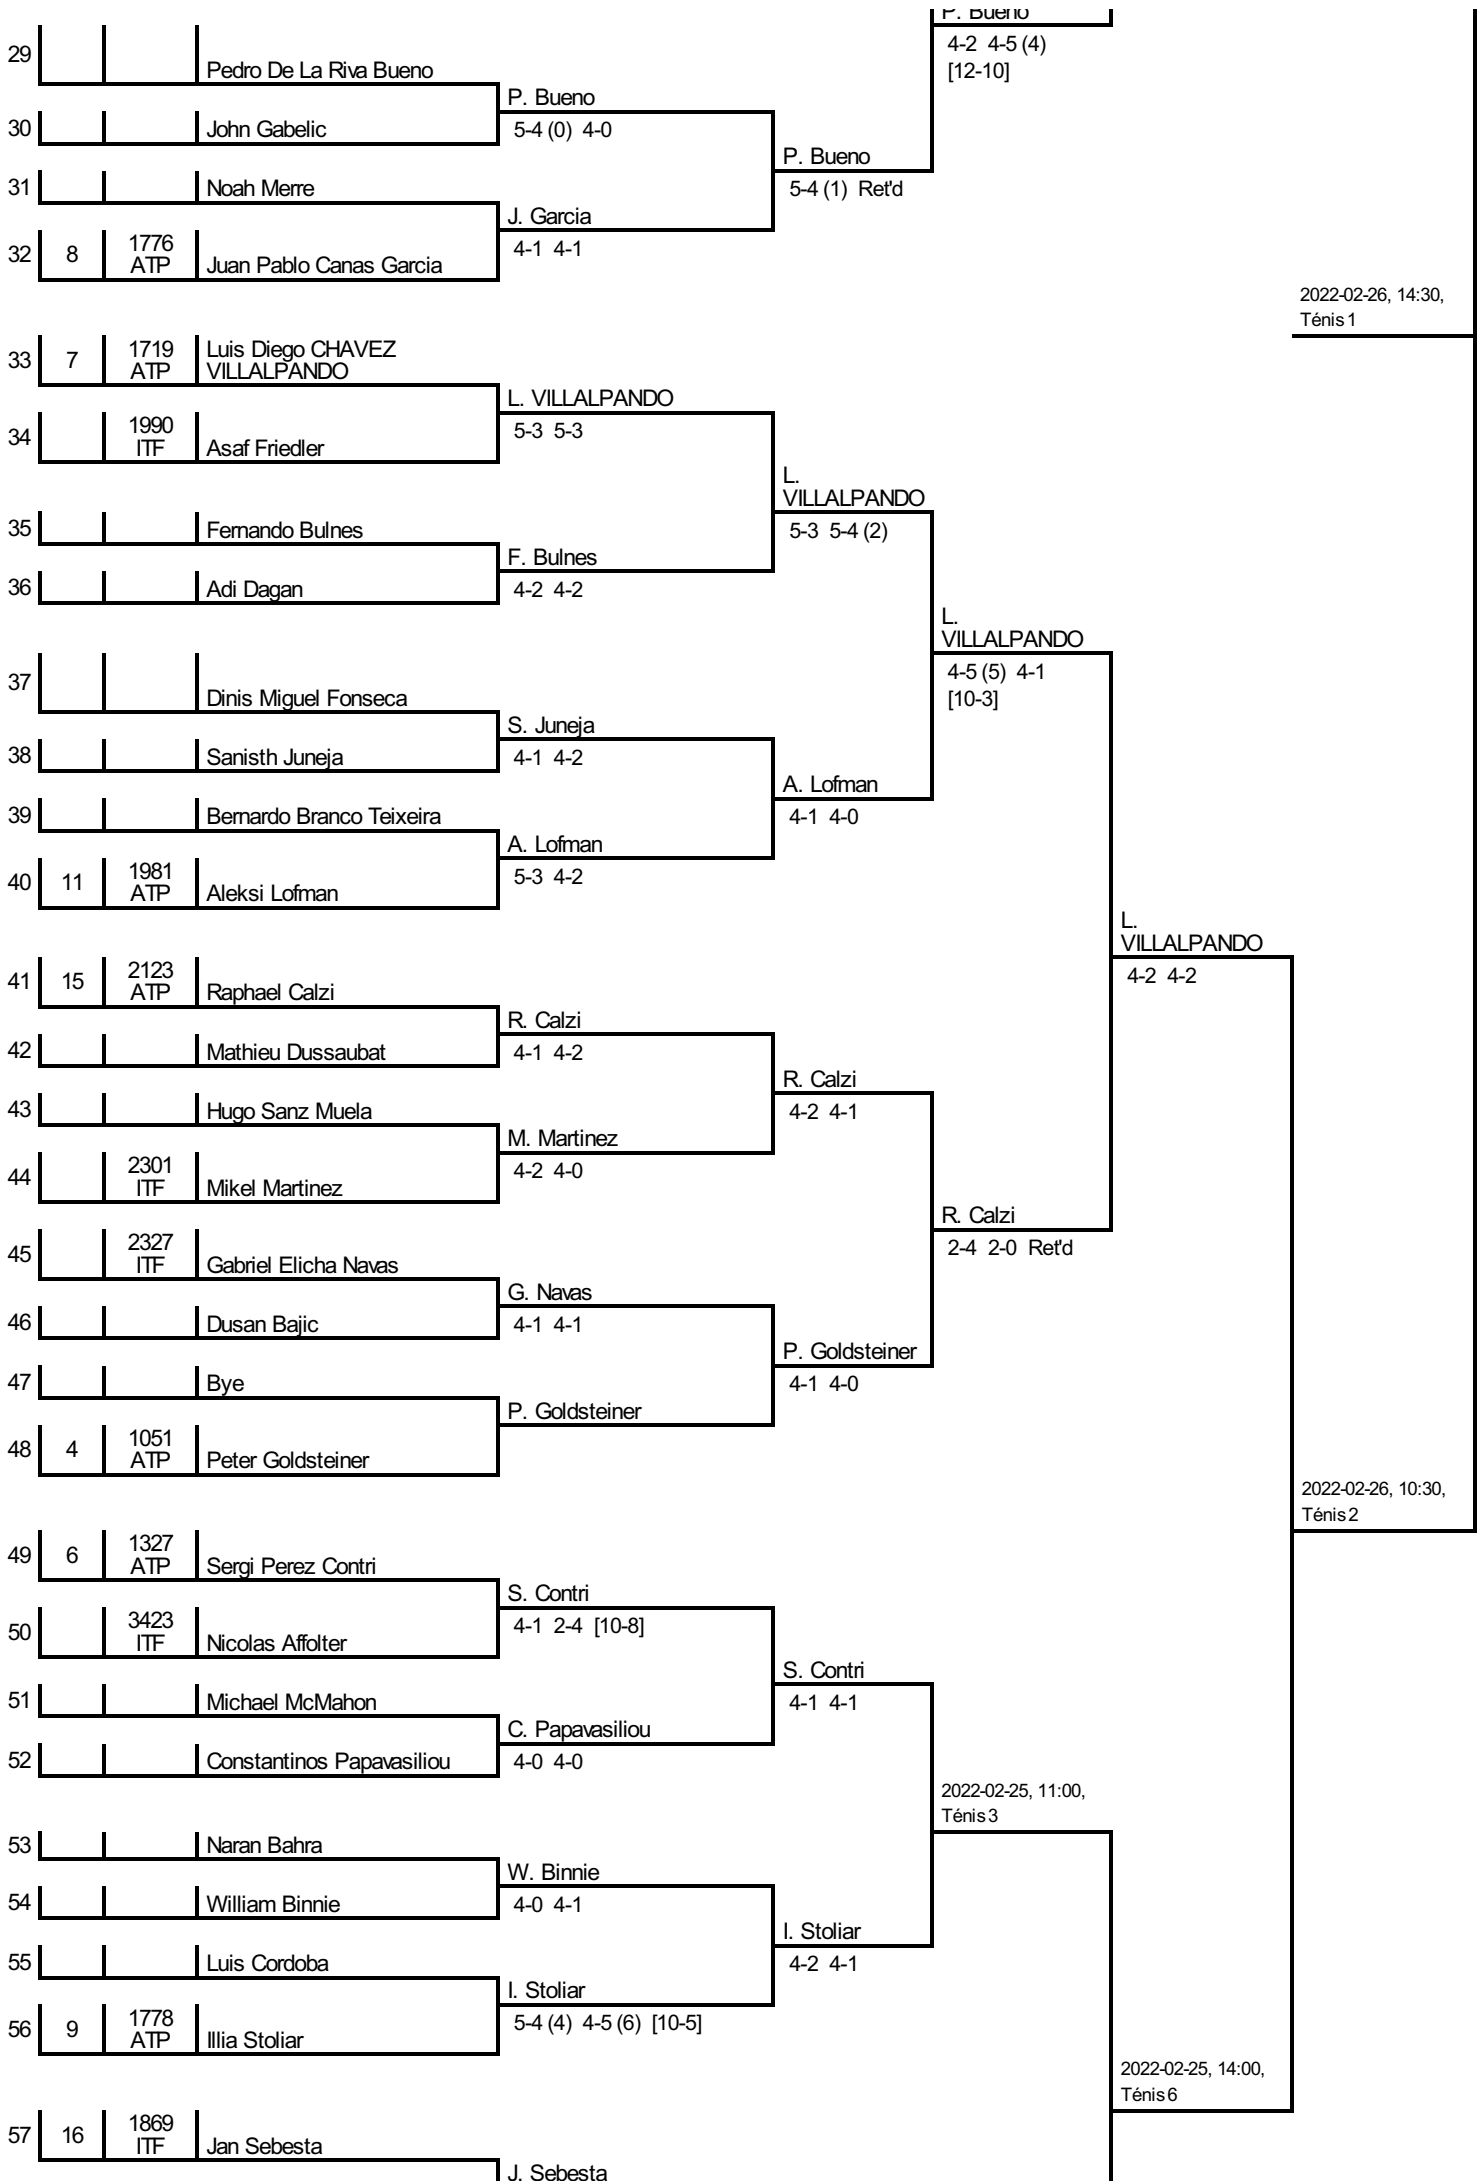 P. Bueno
29
4-2 4-5 (4)
[12-10]
Pedro De La Riva Bueno
P. Bueno
30
John Gabelic
5-4 (0) 4-0
P. Bueno
31
Noah Merre
5-4 (1) Ret'd
J. Garcia
32 8 1776
ATP
Juan Pablo Canas Garcia
4-1 4-1
2022-02-26, 14:30,
Ténis 1
33 7 1719
ATP
Luis Diego CHAVEZ
VILLALPANDO
L. VILLALPANDO
34 1990
ITF
Asaf Friedler
5-3 5-3
L.
VILLALPANDO
35
Fernando Bulnes
5-3 5-4 (2)
F. Bulnes
36
Adi Dagan
4-2 4-2
L.
VILLALPANDO
37
4-5 (5) 4-1
[10-3]
Dinis Miguel Fonseca
S. Juneja
38
Sanisth Juneja
4-1 4-2
A. Lofman
39
Bernardo Branco Teixeira
4-1 4-0
A. Lofman
40 11 1981
ATP
Aleksi Lofman
5-3 4-2
L.
VILLALPANDO
41 15 2123
ATP
Raphael Calzi
4-2 4-2
R. Calzi
42
Mathieu Dussaubat
4-1 4-2
R. Calzi
43
Hugo Sanz Muela
4-2 4-1
M. Martinez
44 2301
ITF
Mikel Martinez
4-2 4-0
R. Calzi
45 2327
ITF
Gabriel Elicha Navas
2-4 2-0 Ret'd
G. Navas
46
Dusan Bajic
4-1 4-1
P. Goldsteiner
47
Bye
4-1 4-0
P. Goldsteiner
48 4 1051
ATP
Peter Goldsteiner
2022-02-26, 10:30,
Ténis 2
49 6 1327
ATP
Sergi Perez Contri
S. Contri
50 3423
ITF
Nicolas Affolter
4-1 2-4 [10-8]
S. Contri
51
Michael McMahon
4-1 4-1
C. Papavasiliou
52
Constantinos Papavasiliou
4-0 4-0
2022-02-25, 11:00,
Ténis 3
53
Naran Bahra
W. Binnie
54
William Binnie
4-0 4-1
I. Stoliar
55
Luis Cordoba
4-2 4-1
I. Stoliar
56 9 1778
ATP
Illia Stoliar
5-4 (4) 4-5 (6) [10-5]
2022-02-25, 14:00,
Ténis 6
57 16 1869
ITF
Jan Sebesta
J. Sebesta